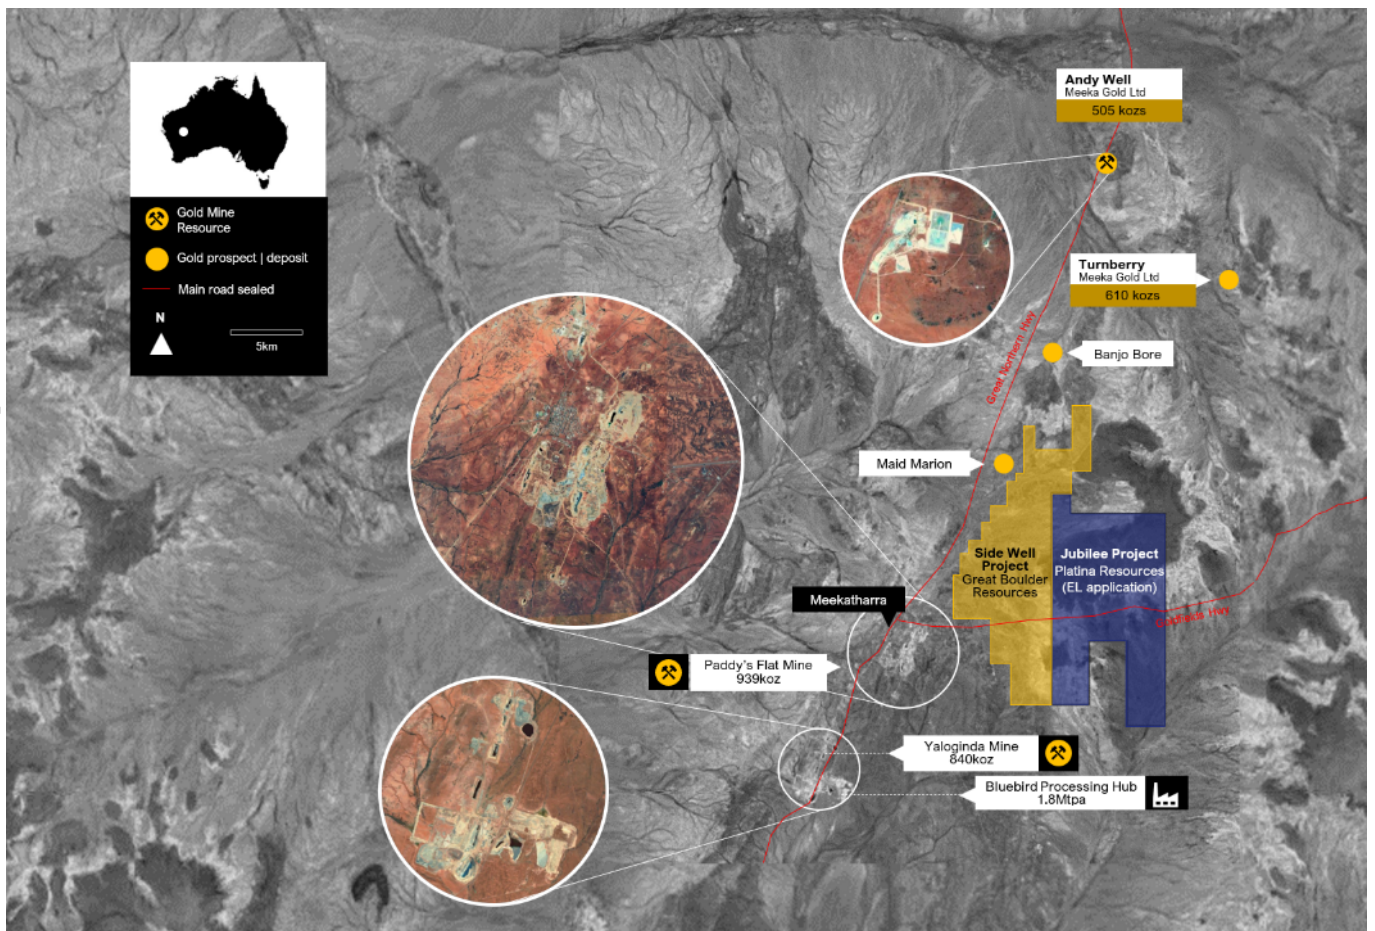 Andy Well
Meeka Gold Ltd
505 kozs
Gold Mine
Resource
Gold prospect | deposit
Main road sealed
N
5km
Turnberry
Meeka Gold Ltd
610 kozs
Great Northern Hwy
Banjo Bore
Maid Marion
Side Well
Project
Great Boulder
Resources
Jubilee Project
Platina Resources
(EL application)
Meekatharra
Goldfields Hwy
Paddy's Flat Mine
939koz
Yaloginda Mine
840koz
Bluebird Processing Hub
1.8Mtpa